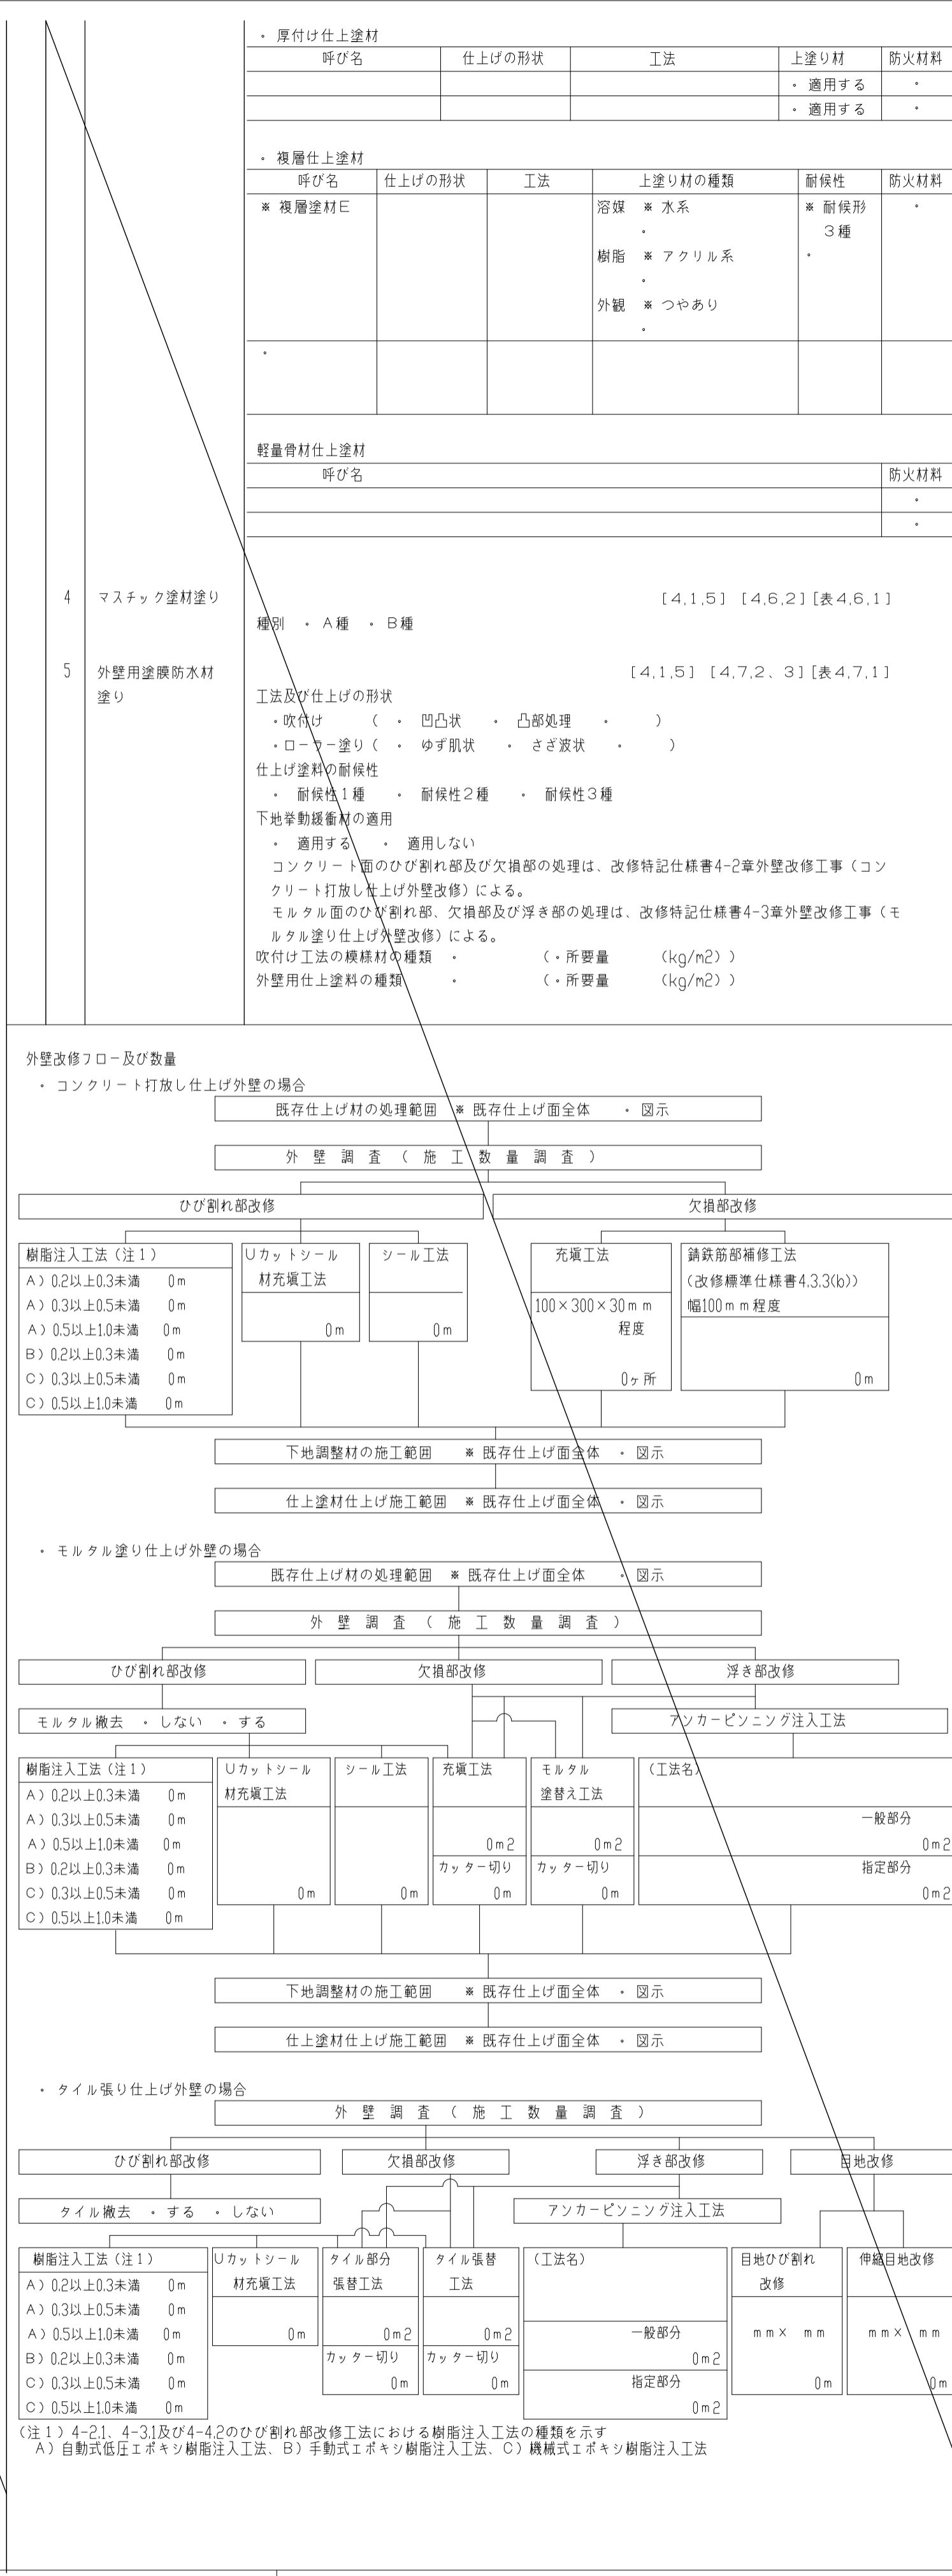 ・ 厚付け仕上塗材
呼び名 仕上げの形状 工法 上塗り材 防火材料
・ 適用する ・
・ 適用する ・
・ 複層仕上塗材
呼び名 仕上げの形状 工法 上塗り材の種類 耐候性 防火材料
※ 複層塗材E 溶媒 ※ 水系 ※ 耐候形 ・
・ 3種
樹脂 ※ アクリル系 ・
・
外観 ※ つやあり
・
・
軽量骨材仕上塗材
呼び名 防火材料
・
・
4 マスチック塗材塗り [4,1,5] [4,6,2][表4,6,1]
種別 ・ A種 ・ B種
5 外壁用塗膜防水材 [4,1,5] [4,7,2、3][表4,7,1]
塗り
工法及び仕上げの形状
・吹付け ( ・ 凹凸状 ・ 凸部処理 ・ )
・ローラー塗り( ・ ゆず肌状 ・ さざ波状 ・ )
仕上げ塗料の耐候性
・ 耐候性1種 ・ 耐候性2種 ・ 耐候性3種
下地挙動緩衝材の適用
・ 適用する ・ 適用しない
コンクリート面のひび割れ部及び欠損部の処理は、改修特記仕様書4-2章外壁改修工事(コン
クリート打放し仕上げ外壁改修)による。
モルタル面のひび割れ部、欠損部及び浮き部の処理は、改修特記仕様書4-3章外壁改修工事(モ
ルタル塗り仕上げ外壁改修)による。
吹付け工法の模様材の種類 ・ (・所要量 (kg/m2))
外壁用仕上塗料の種類 ・ (・所要量 (kg/m2))
外壁改修フロー及び数量
・ コンクリート打放し仕上げ外壁の場合
既存仕上げ材の処理範囲 ※ 既存仕上げ面全体 ・ 図示
外 壁 調 査 ( 施 工 数 量 調 査 )
ひび割れ部改修 欠損部改修
樹脂注入工法(注1) Uカットシール シール工法 充塡工法 錆鉄筋部補修工法
A)0.2以上0.3未満 0m 材充塡工法 (改修標準仕様書4.3.3(b))
A)0.3以上0.5未満 0m 100×300×30mm 幅100mm程度
A)0.5以上1.0未満 0m 0m 0m 程度
B)0.2以上0.3未満 0m
C)0.3以上0.5未満 0m 0ヶ所 0m
C)0.5以上1.0未満 0m
下地調整材の施工範囲 ※ 既存仕上げ面全体 ・ 図示
仕上塗材仕上げ施工範囲 ※ 既存仕上げ面全体 ・ 図示
・ モルタル塗り仕上げ外壁の場合
既存仕上げ材の処理範囲 ※ 既存仕上げ面全体 ・ 図示
外 壁 調 査 ( 施 工 数 量 調 査 )
ひび割れ部改修 欠損部改修 浮き部改修
モルタル撤去 ・ しない ・ する アンカーピンニング注入工法
樹脂注入工法(注1) Uカットシール シール工法 充塡工法 モルタル (工法名)
A)0.2以上0.3未満 0m 材充塡工法 塗替え工法
A)0.3以上0.5未満 0m 一般部分
A)0.5以上1.0未満 0m 0m2 0m2 0m2
B)0.2以上0.3未満 0m カッター切り カッター切り 指定部分
C)0.3以上0.5未満 0m 0m 0m 0m 0m 0m2
C)0.5以上1.0未満 0m
下地調整材の施工範囲 ※ 既存仕上げ面全体 ・ 図示
仕上塗材仕上げ施工範囲 ※ 既存仕上げ面全体 ・ 図示
・ タイル張り仕上げ外壁の場合
外 壁 調 査 ( 施 工 数 量 調 査 )
ひび割れ部改修 欠損部改修 浮き部改修 目地改修
タイル撤去 ・ する ・ しない アンカーピンニング注入工法
樹脂注入工法(注1) Uカットシール タイル部分 タイル張替 (工法名) 目地ひび割れ 伸縮目地改修
A)0.2以上0.3未満 0m 材充塡工法 張替工法 工法 改修
A)0.3以上0.5未満 0m
A)0.5以上1.0未満 0m 0m 0m2 0m2 一般部分 mm× mm mm× mm
B)0.2以上0.3未満 0m カッター切り カッター切り 0m2
C)0.3以上0.5未満 0m 0m 0m 指定部分 0m 0m
C)0.5以上1.0未満 0m 0m2
(注1)4-2.1、4-3.1及び4-4.2のひび割れ部改修工法における樹脂注入工法の種類を示す
A)自動式低圧エポキシ樹脂注入工法、B)手動式エポキシ樹脂注入工法、C)機械式エポキシ樹脂注入工法